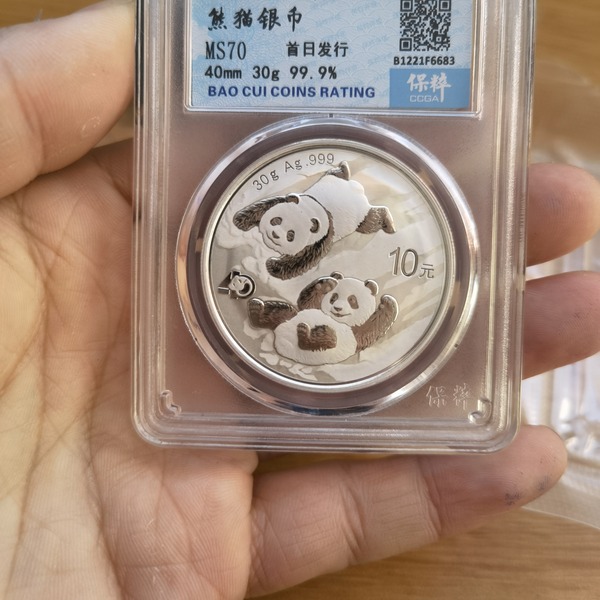 熊猫银币
MS70 首日发行
40mm 30g 99.9%
BAO CUI COINS RATING
B1221F6683
保粹
CCGA
30g Ag.999
10元
保粹